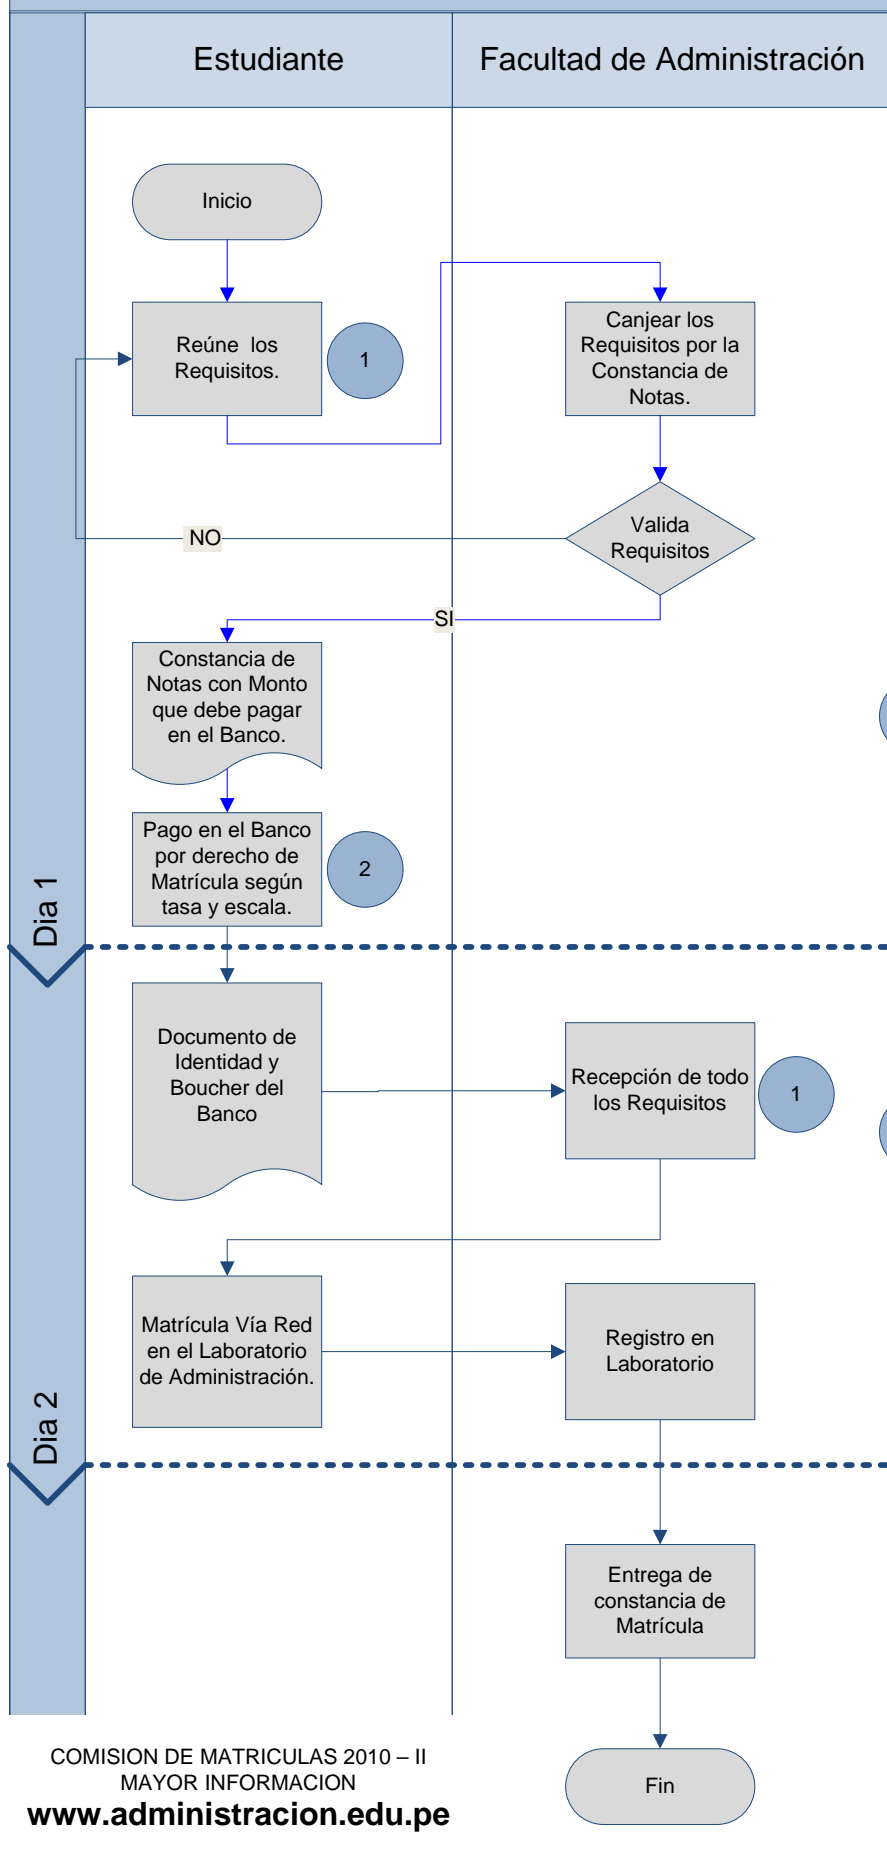 Estudiante
Facultad de Administración
Inicio
Reúne los
Requisitos.
1
Canjear los
Requisitos por la
Constancia de
Notas.
Valida
Requisitos
NO
SI
Constancia de
Notas con Monto
que debe pagar
en el Banco.
Pago en el Banco
por derecho de
Matrícula según
tasa y escala.
2
Dia 1
Documento de
Identidad y
Boucher del
Banco
Recepción de todo
los Requisitos
1
Matrícula Vía Red
en el Laboratorio
de Administración.
Registro en
Laboratorio
Dia 2
Entrega de
constancia de
Matrícula
Fin
COMISION DE MATRICULAS 2010 – II
MAYOR INFORMACION
www.administracion.edu.pe